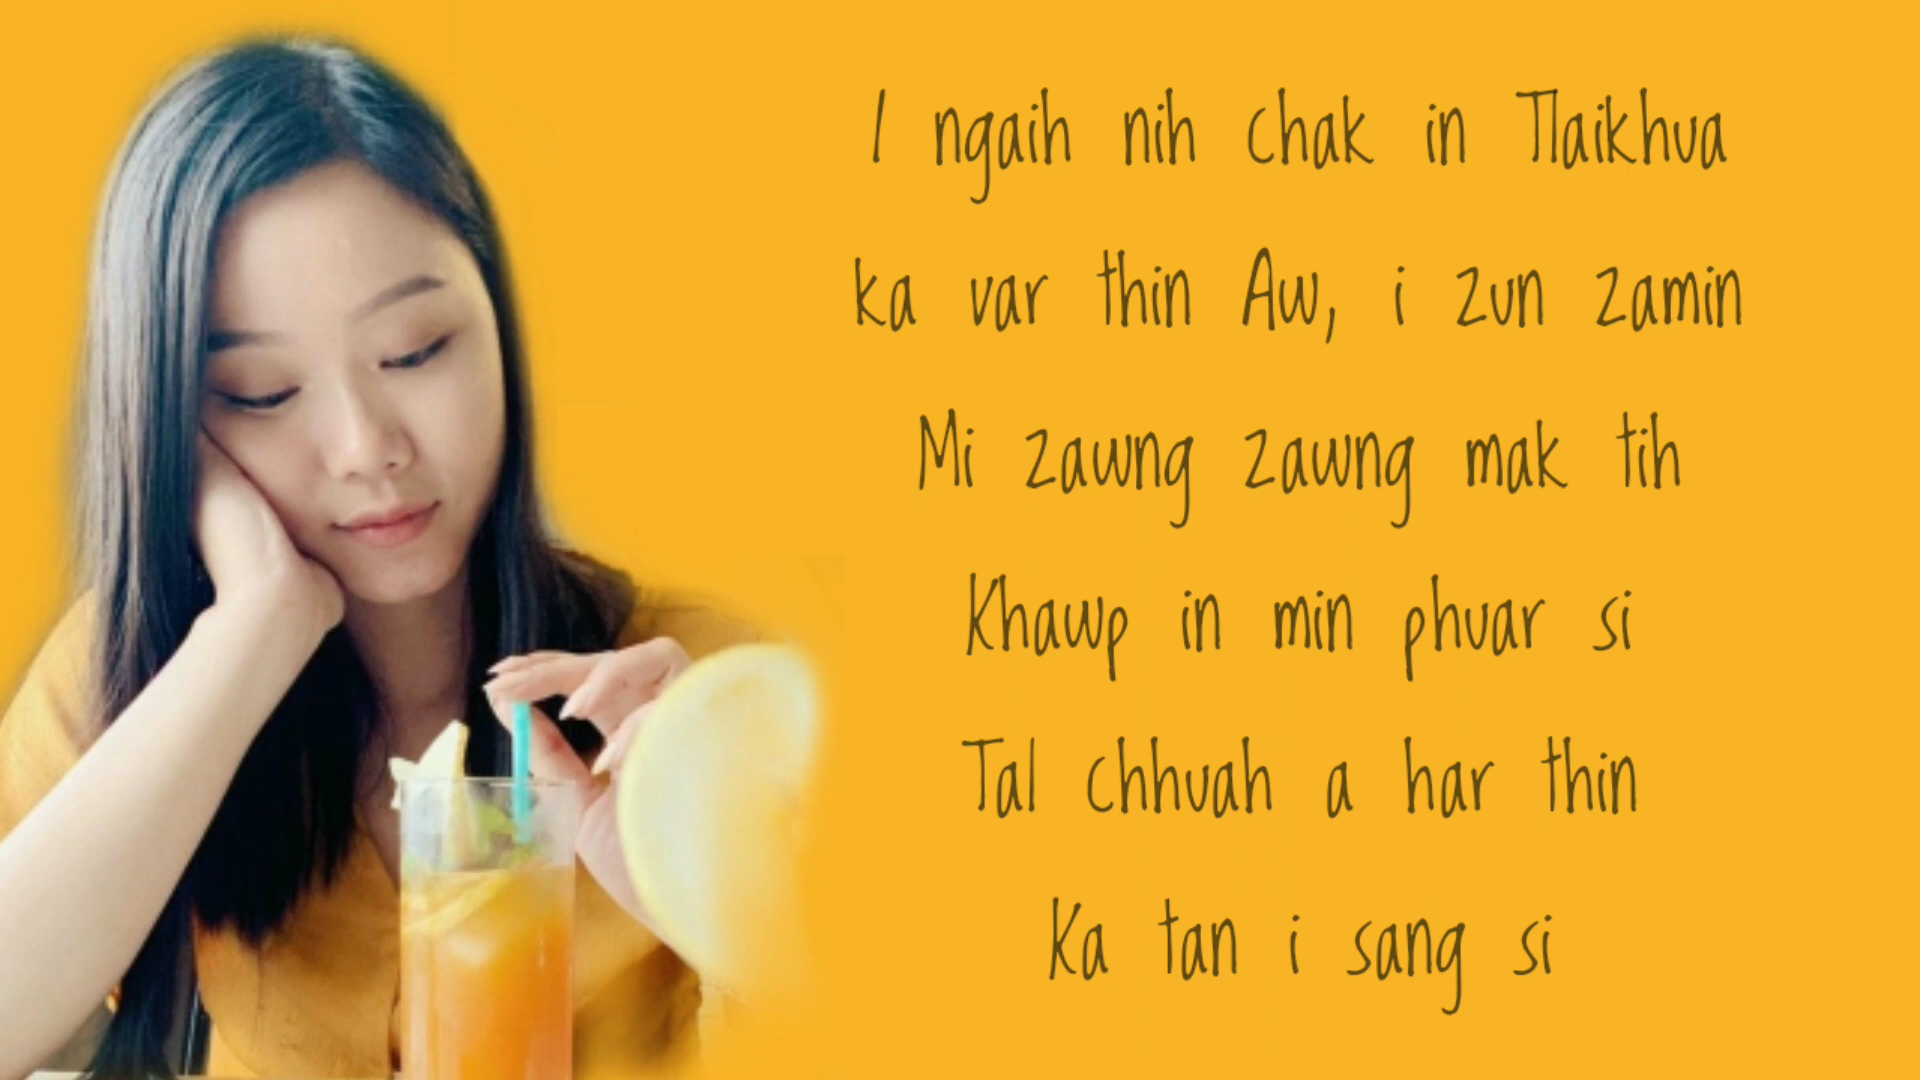 I ngaih nih chak in Tlaikhua
ka var thin Aw, i zun zamin
Mi zawng zawng mak tih
Khawp in min phuar si
Tal chhuah a har thin
Ka tan i sang si